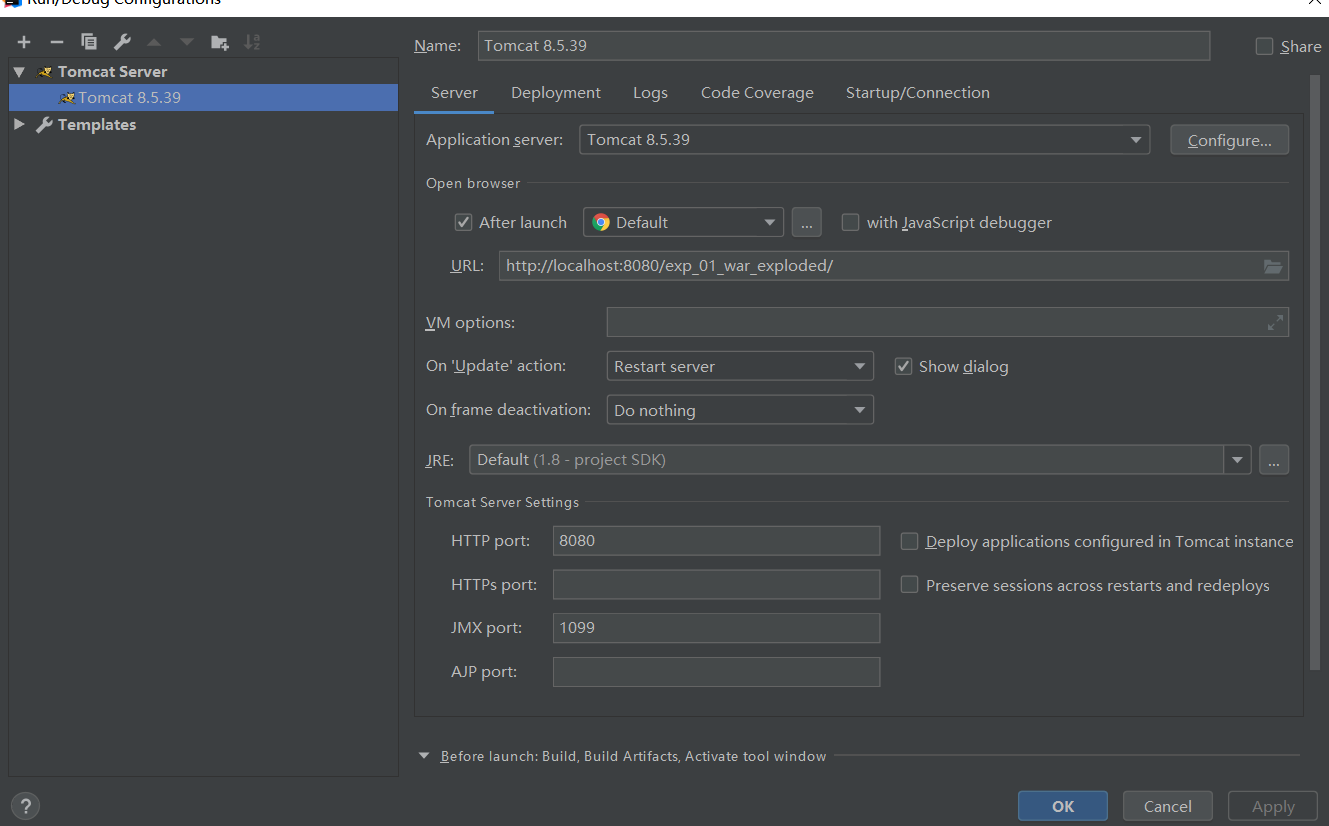 Run/Debug Configurations
Name: Tomcat 8.5.39 Share
Tomcat Server
Tomcat 8.5.39
Templates
Server Deployment Logs Code Coverage Startup/Connection
Application server: Tomcat 8.5.39 Configure...
Open browser
After launch Default ... with JavaScript debugger
URL: http://localhost:8080/exp_01_war_exploded/
VM options:
On 'Update' action: Restart server Show dialog
On frame deactivation: Do nothing
JRE: Default (1.8 - project SDK) ...
Tomcat Server Settings
HTTP port: 8080 Deploy applications configured in Tomcat instance
HTTPs port: Preserve sessions across restarts and redeploys
JMX port: 1099
AJP port:
Before launch: Build, Build Artifacts, Activate tool window
? OK Cancel Apply